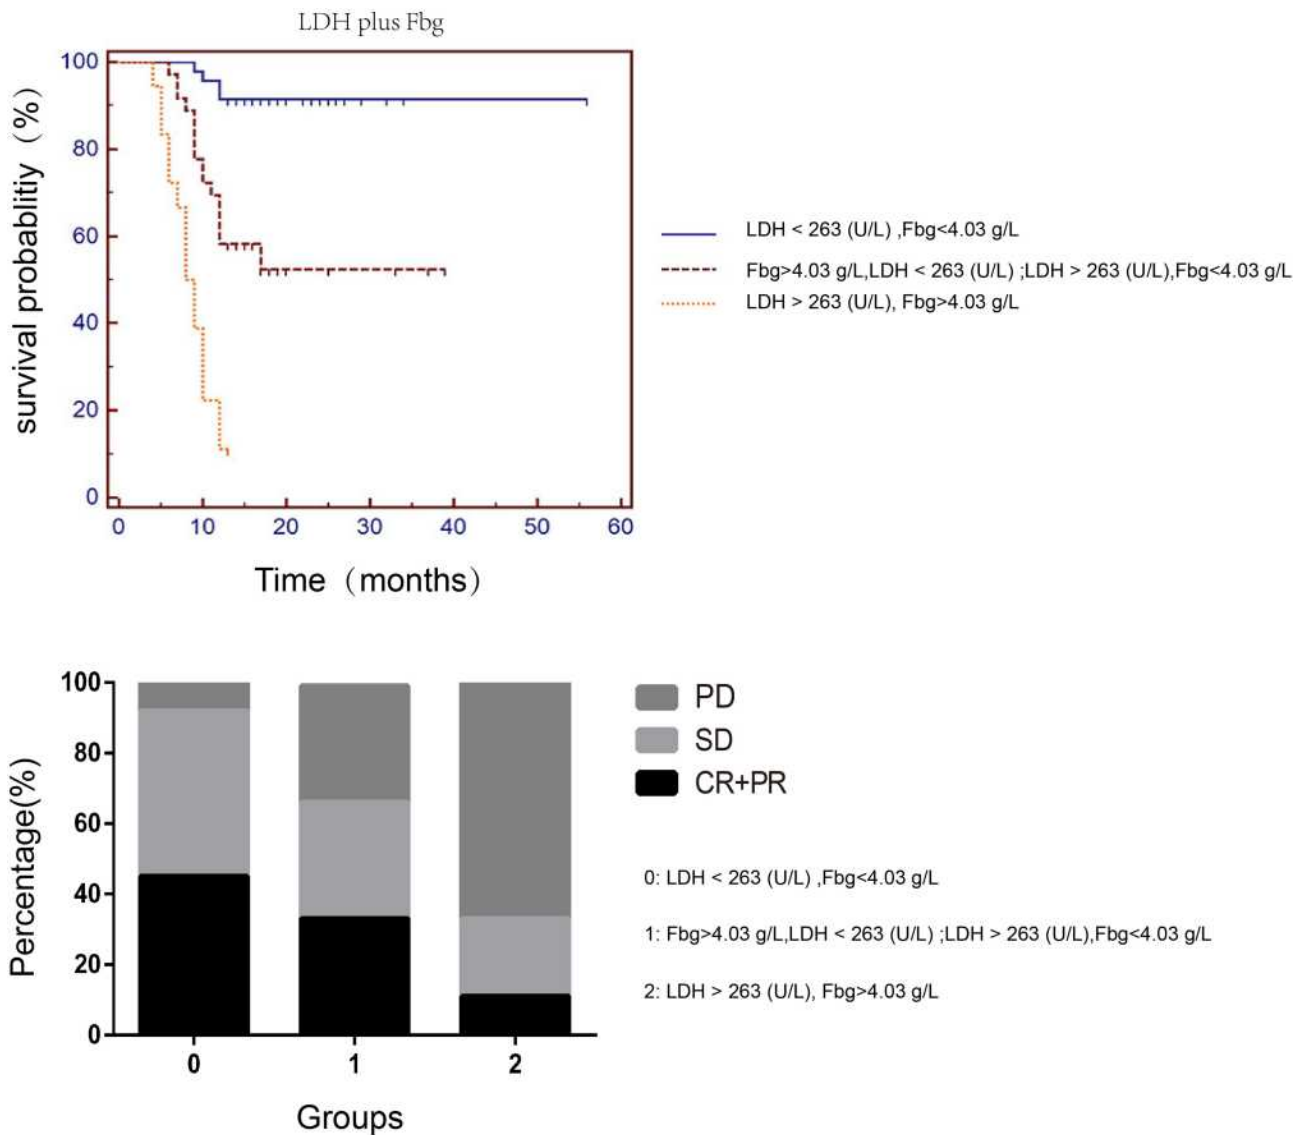 LDH plus Fbg
100
80
60
40
20
0
survival probablitiy (%)
0 10 20 30 40 50 60
Time (months)
LDH < 263 (U/L) ,Fbg<4.03 g/L
Fbg>4.03 g/L,LDH < 263 (U/L) ;LDH > 263 (U/L),Fbg<4.03 g/L
LDH > 263 (U/L), Fbg>4.03 g/L
100
80
60
40
20
0
Percentage(%)
0 1 2
Groups
PD
SD
CR+PR
0: LDH < 263 (U/L) ,Fbg<4.03 g/L
1: Fbg>4.03 g/L,LDH < 263 (U/L) ;LDH > 263 (U/L),Fbg<4.03 g/L
2: LDH > 263 (U/L), Fbg>4.03 g/L